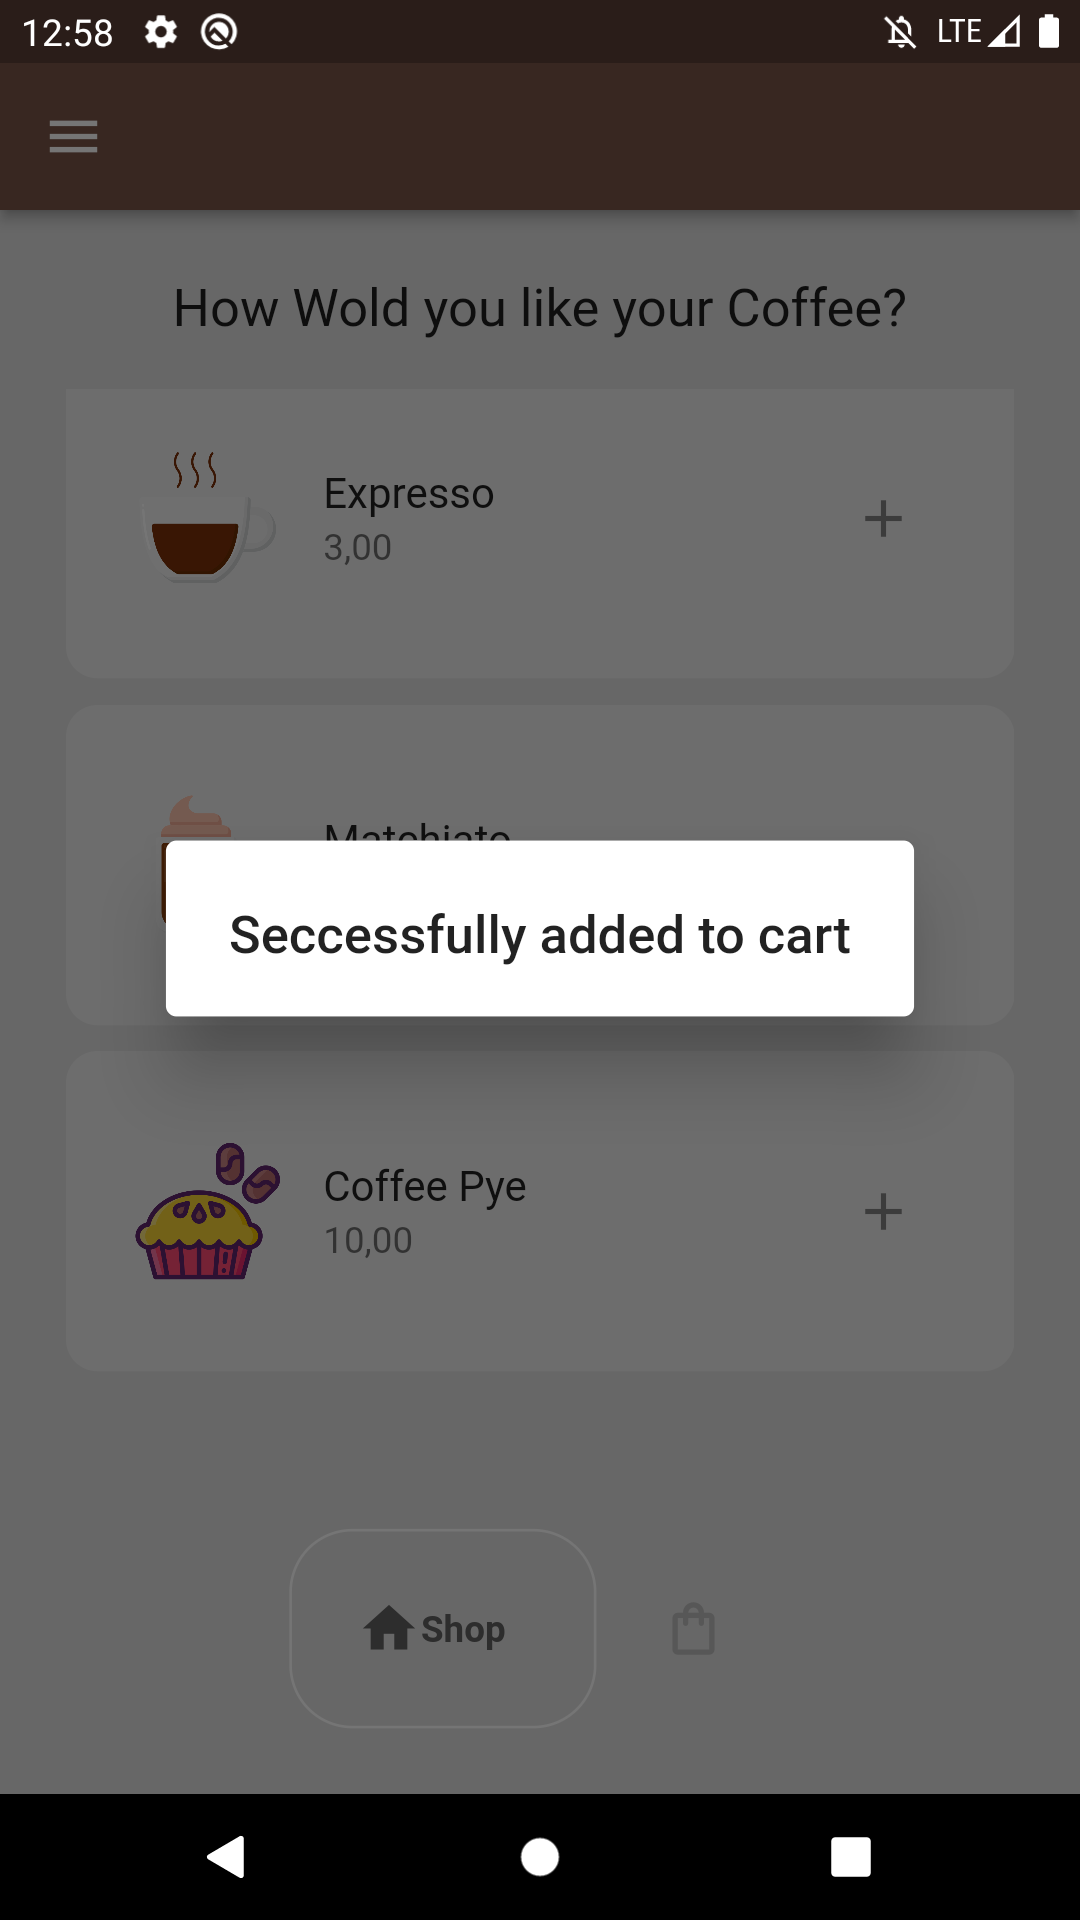 12:58
LTE
How Wold you like your Coffee?
Expresso
3,00
Matchiato
Seccessfully added to cart
Coffee Pye
10,00
Shop